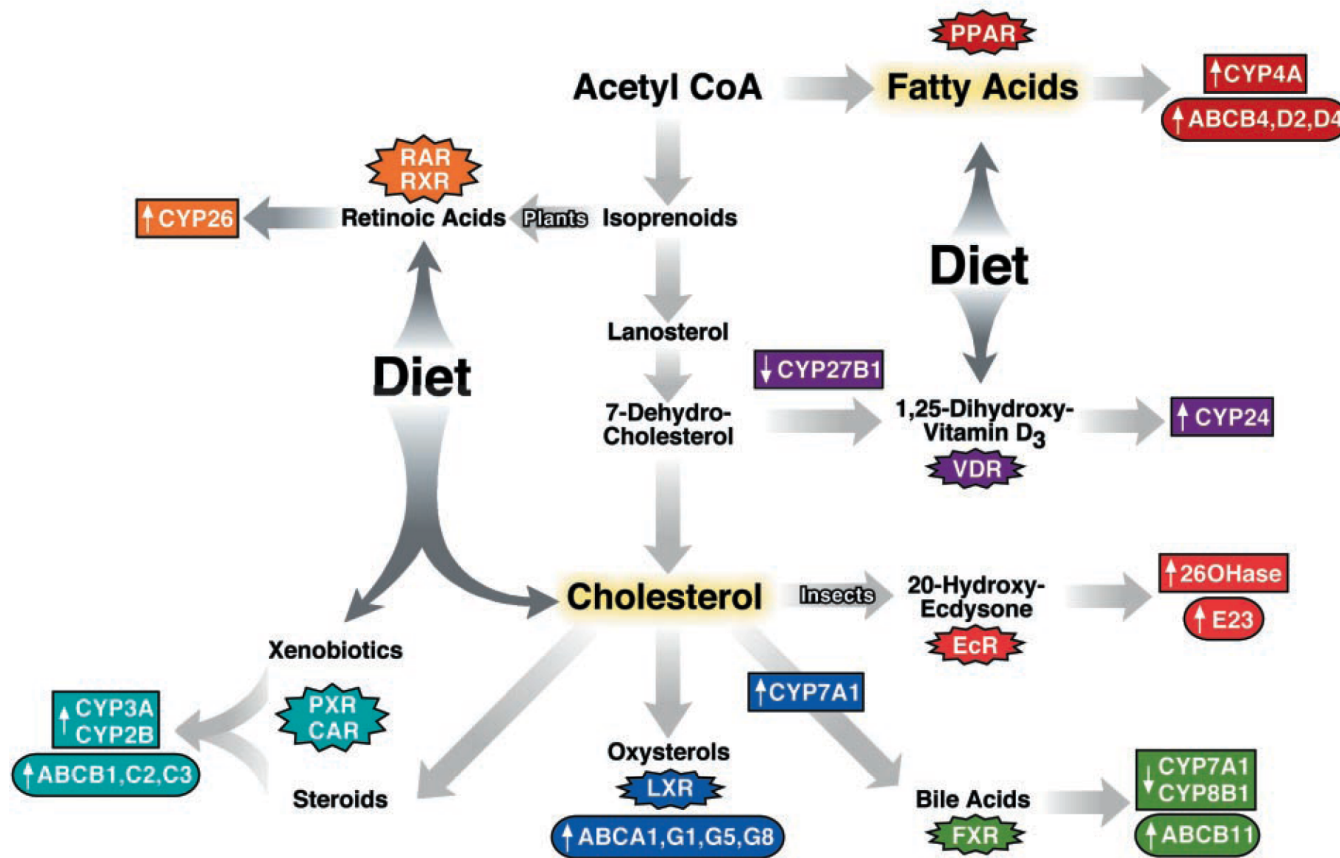 PPAR
Acetyl CoA
Fatty Acids
↑CYP4A
↑ABCB4,D2,D4
RAR
RXR
↑CYP26
Retinoic Acids
Plants
Isoprenoids
Diet
Diet
Lanosterol
↓CYP27B1
7-Dehydro-
Cholesterol
1,25-Dihydroxy-
Vitamin D3
↑CYP24
VDR
Cholesterol
Insects
20-Hydroxy-
Ecdysone
↑26OHase
↑E23
EcR
Xenobiotics
↑CYP7A1
↑CYP3A
CYP2B
PXR
CAR
↑ABCB1,C2,C3
Steroids
Oxysterols
LXR
↑ABCA1,G1,G5,G8
Bile Acids
FXR
↓CYP7A1
CYP8B1
↑ABCB11